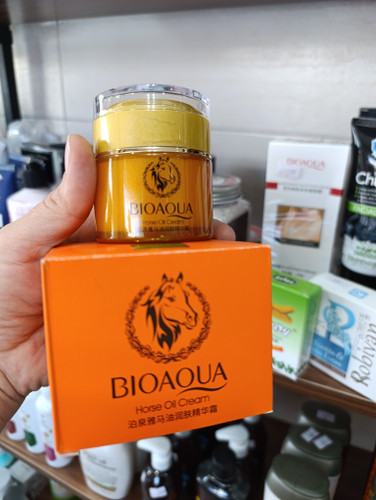 BIOAQUA
Horse Oil Cream
BIOAQUA
Horse Oil Cream
泊泉雅马油润肤精华霜
BIOAQUA
Robivan